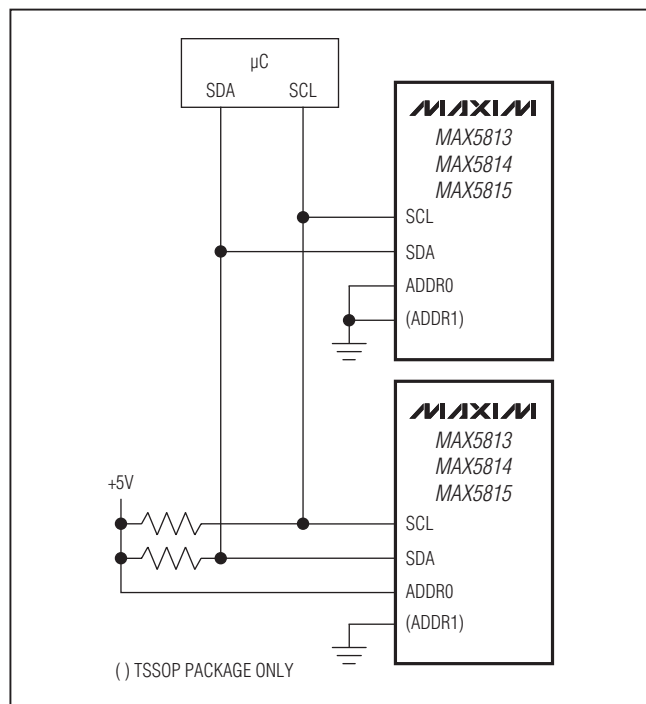 µC
SDA SCL
MAXIM
MAX5813
MAX5814
MAX5815
SCL
SDA
ADDR0
(ADDR1)
MAXIM
MAX5813
MAX5814
MAX5815
+5V
SCL
SDA
ADDR0
(ADDR1)
( ) TSSOP PACKAGE ONLY